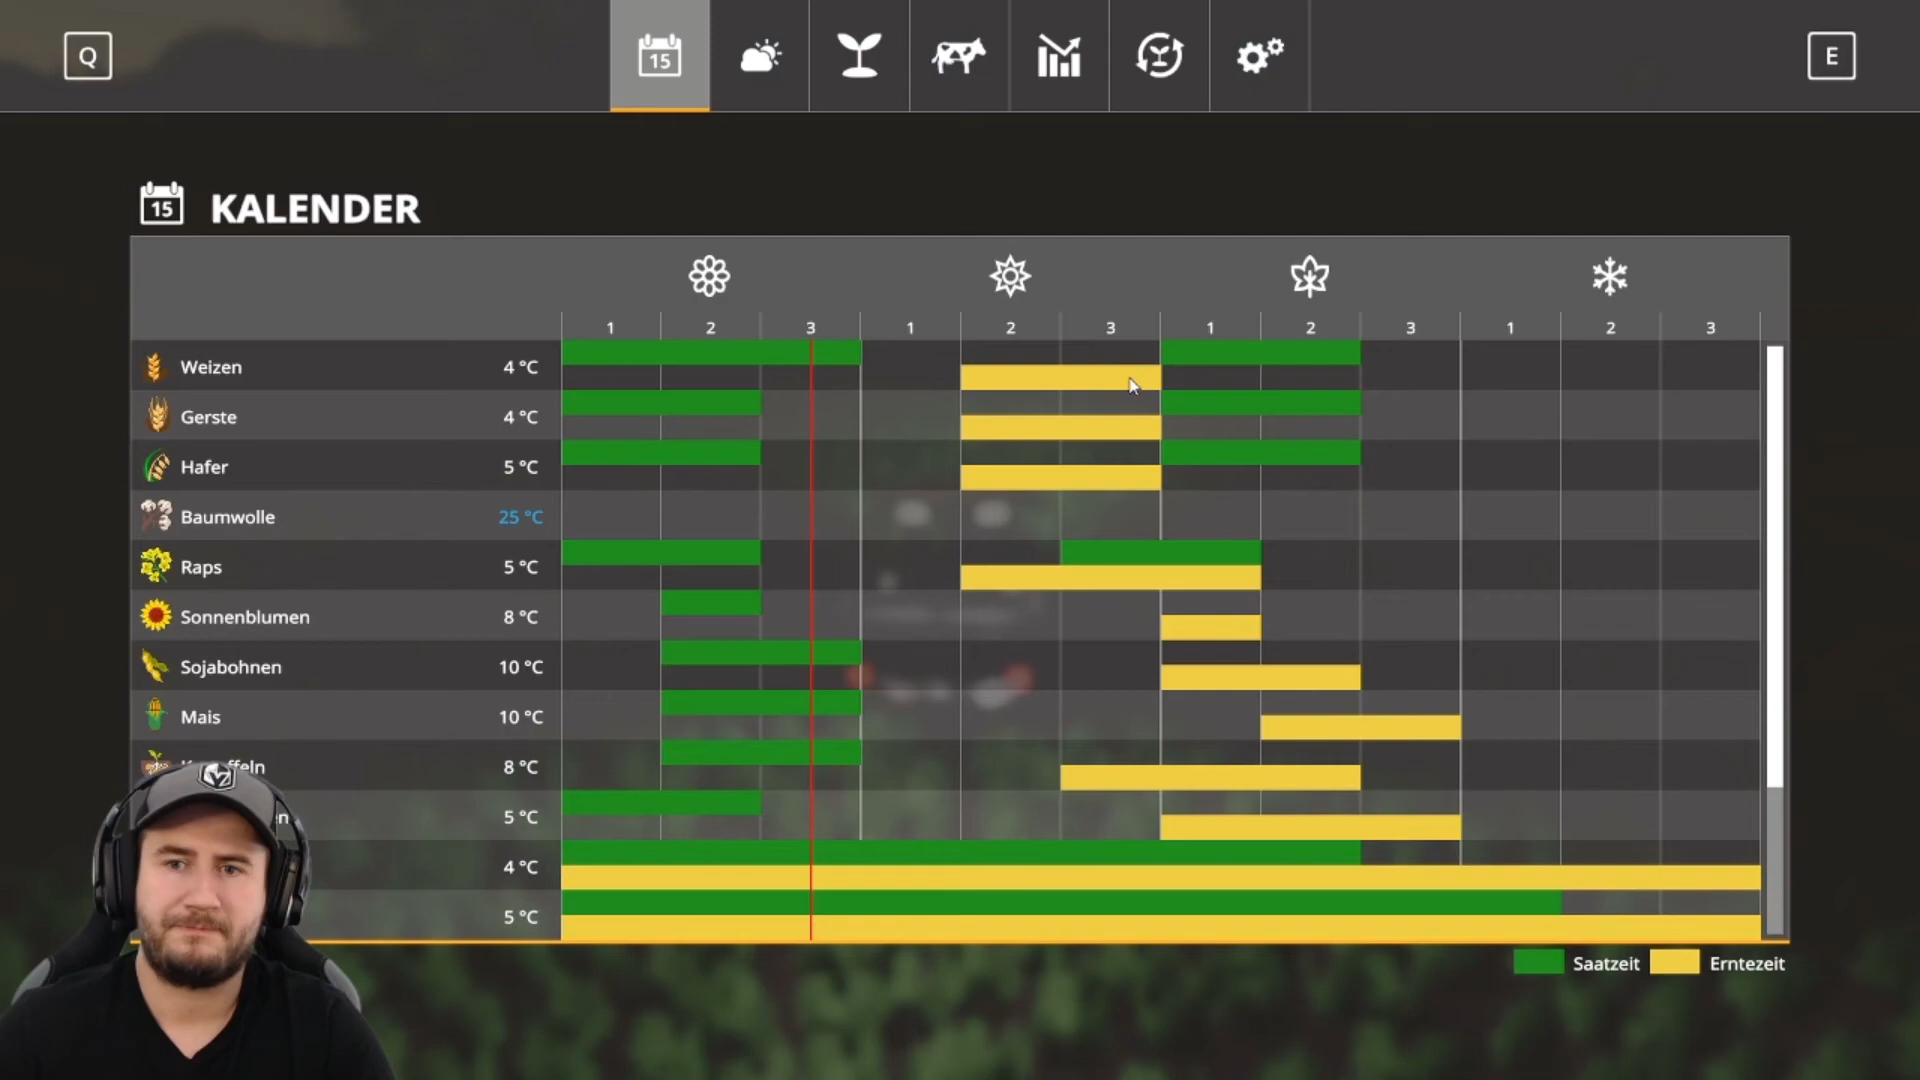 Q
15
E
15 KALENDER
1 2 3 1 2 3 1 2 3 1 2 3
Weizen 4 °C
Gerste 4 °C
Hafer 5 °C
Baumwolle 25 °C
Raps 5 °C
Sonnenblumen 8 °C
Sojabohnen 10 °C
Mais 10 °C
8 °C
5 °C
4 °C
5 °C
Saatzeit Erntezeit